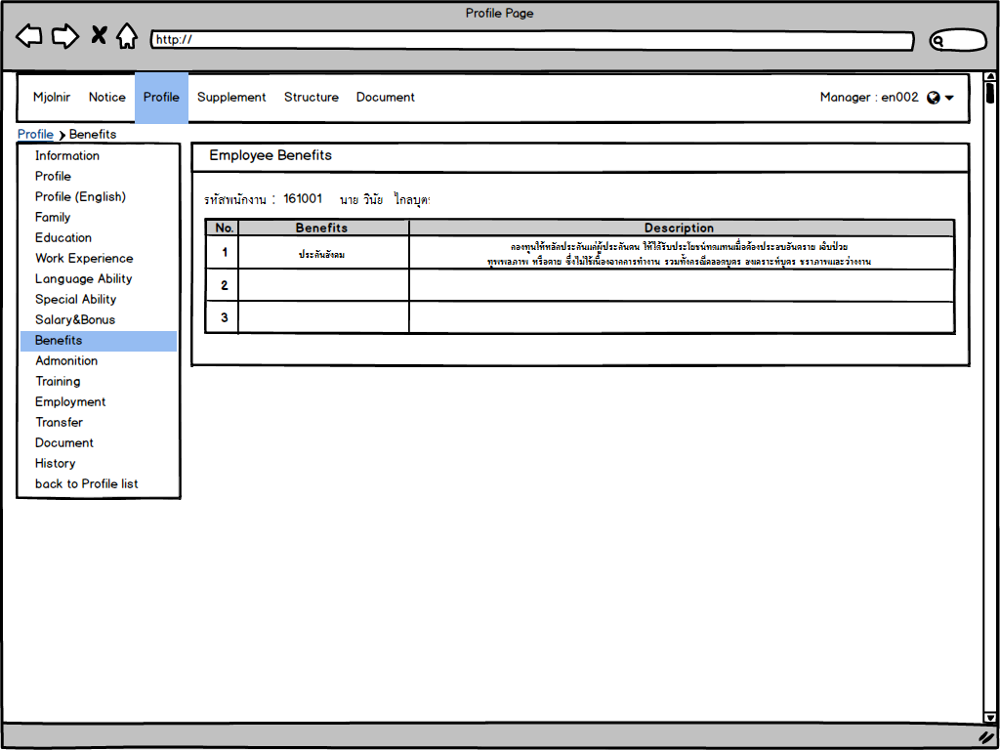 Profile Page
http://
Mjolnir Notice Profile Supplement Structure Document Manager : en002
Profile Benefits
Information
Profile
Profile (English)
Family
Education
Work Experience
Language Ability
Special Ability
Salary&Bonus
Benefits
Admonition
Training
Employment
Transfer
Document
History
back to Profile list
Employee Benefits
รหัสพนักงาน : 161001 นาย วินัย ไกลบุตร
No. Benefits Description
1 ประกันสังคม กองทุนให้หลักประกันแก่ผู้ประกันตน ให้ได้รับประโยชน์ทดแทนเมื่อต้องประสบอันตราย เจ็บป่วย
ทุพพลภาพ หรือตาย ซึ่งไม่ใช่เนื่องจากการทำงาน รวมทั้งกรณีคลอดบุตร สงเคราะห์บุตร ชราภาพและว่างงาน
2
3